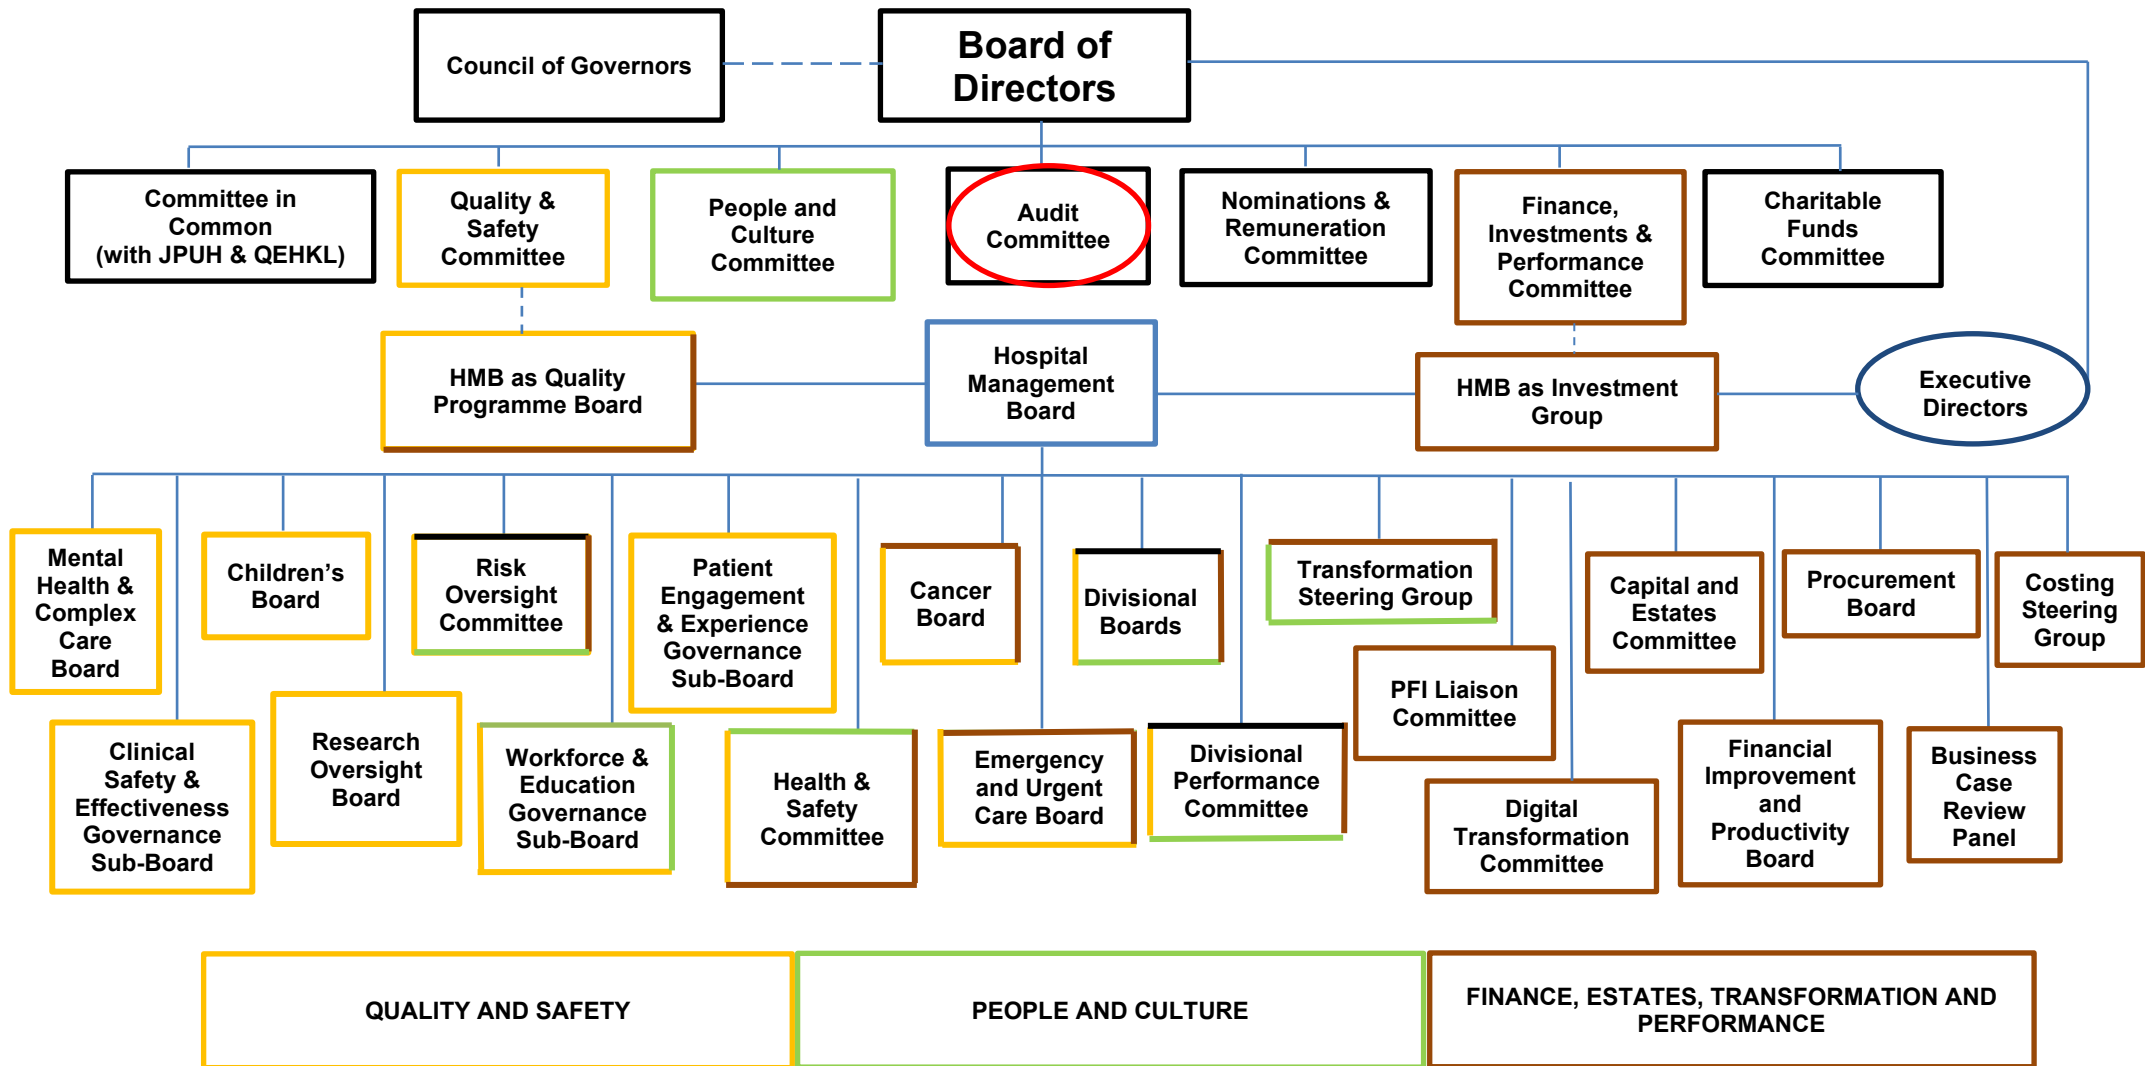 Council of Governors
Board of
Directors
Committee in
Common
(with JPUH & QEHKL)
Quality &
Safety
Committee
People and
Culture
Committee
Audit
Committee
Nominations &
Remuneration
Committee
Finance,
Investments &
Performance
Committee
Charitable
Funds
Committee
HMB as Quality
Programme Board
Hospital
Management
Board
HMB as Investment
Group
Executive
Directors
Mental
Health &
Complex
Care
Board
Children’s
Board
Risk
Oversight
Committee
Patient
Engagement
& Experience
Governance
Sub-Board
Cancer
Board
Divisional
Boards
Transformation
Steering Group
Capital and
Estates
Committee
Procurement
Board
Costing
Steering
Group
Clinical
Safety &
Effectiveness
Governance
Sub-Board
Research
Oversight
Board
Workforce &
Education
Governance
Sub-Board
Health &
Safety
Committee
Emergency
and Urgent
Care Board
Divisional
Performance
Committee
PFI Liaison
Committee
Digital
Transformation
Committee
Financial
Improvement
and
Productivity
Board
Business
Case
Review
Panel
QUALITY AND SAFETY
PEOPLE AND CULTURE
FINANCE, ESTATES, TRANSFORMATION AND
PERFORMANCE